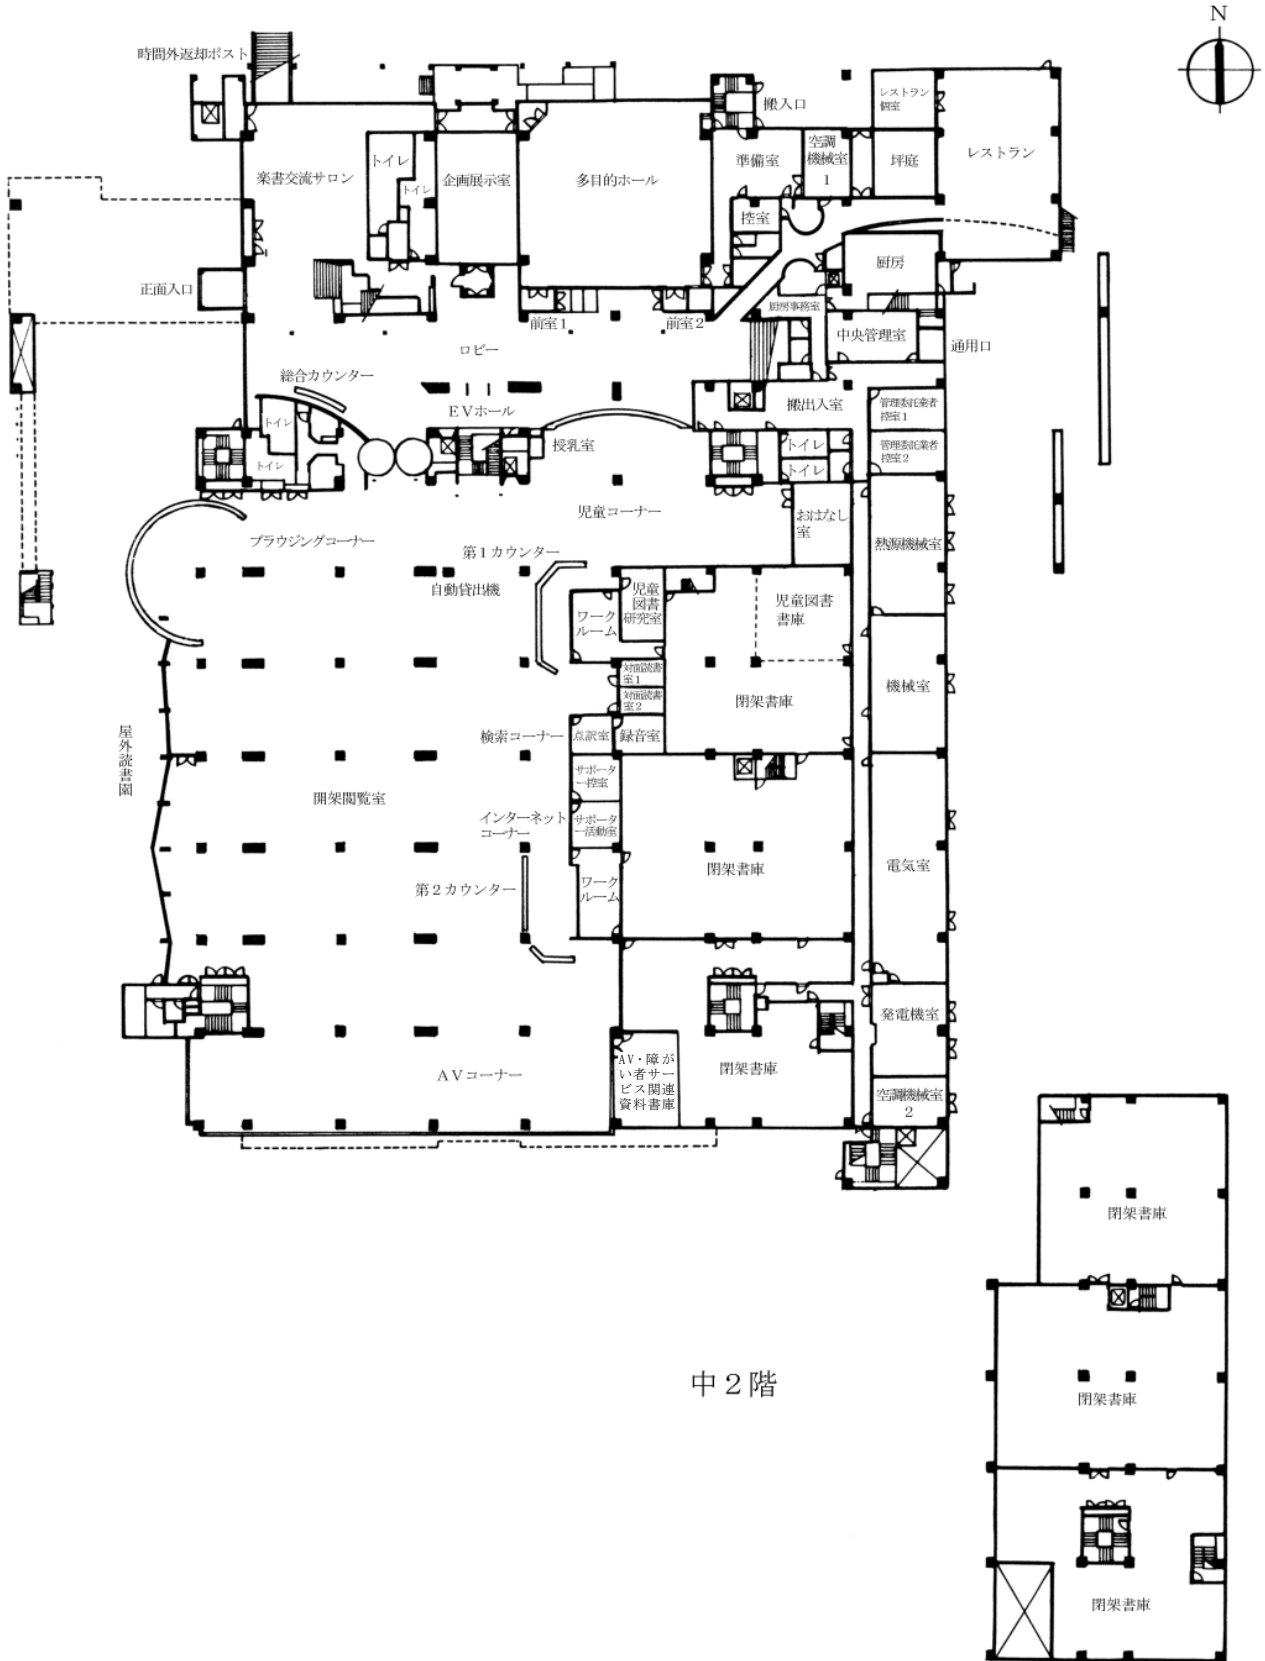 N
時間外返却ポスト
搬入口
レストラン
個室
空調
機械室
1
準備室
坪庭
レストラン
トイレ
トイレ
楽書交流サロン
企画展示室
多目的ホール
控室
厨房
正面入口
厨房事務室
前室1
前室2
中央管理室
通用口
ロビー
総合カウンター
搬出入室
管理委託業者
控室1
EVホール
トイレ
授乳室
トイレ
管理委託業者
控室2
トイレ
トイレ
児童コーナー
おはなし
室
ブラウジングコーナー
第1カウンター
熱源機械室
自動貸出機
児童
図書
研究室
児童図書
書庫
ワーク
ルーム
対面読書
室1
機械室
対面読書
室2
閉架書庫
屋外読書園
検索コーナー
点訳室
録音室
サポータ
ー控室
開架閲覧室
インターネット
コーナー
サポータ
ー活動室
閉架書庫
電気室
第2カウンター
ワーク
ルーム
発電機室
AVコーナー
AV・障が
い者サー
ビス関連
資料書庫
閉架書庫
空調機械室
2
閉架書庫
中2階
閉架書庫
閉架書庫